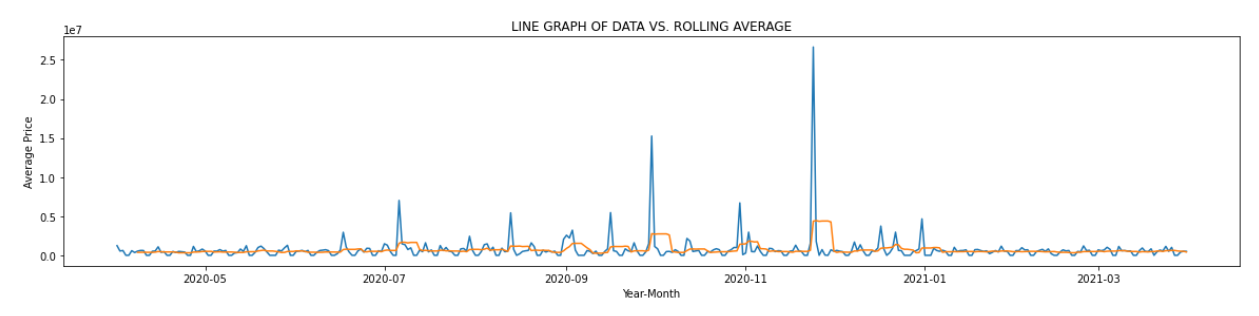 LINE GRAPH OF DATA VS. ROLLING AVERAGE
1e7
2.5
2.0
1.5
1.0
0.5
0.0
Average Price
2020-05 2020-07 2020-09 2020-11 2021-01 2021-03
Year-Month